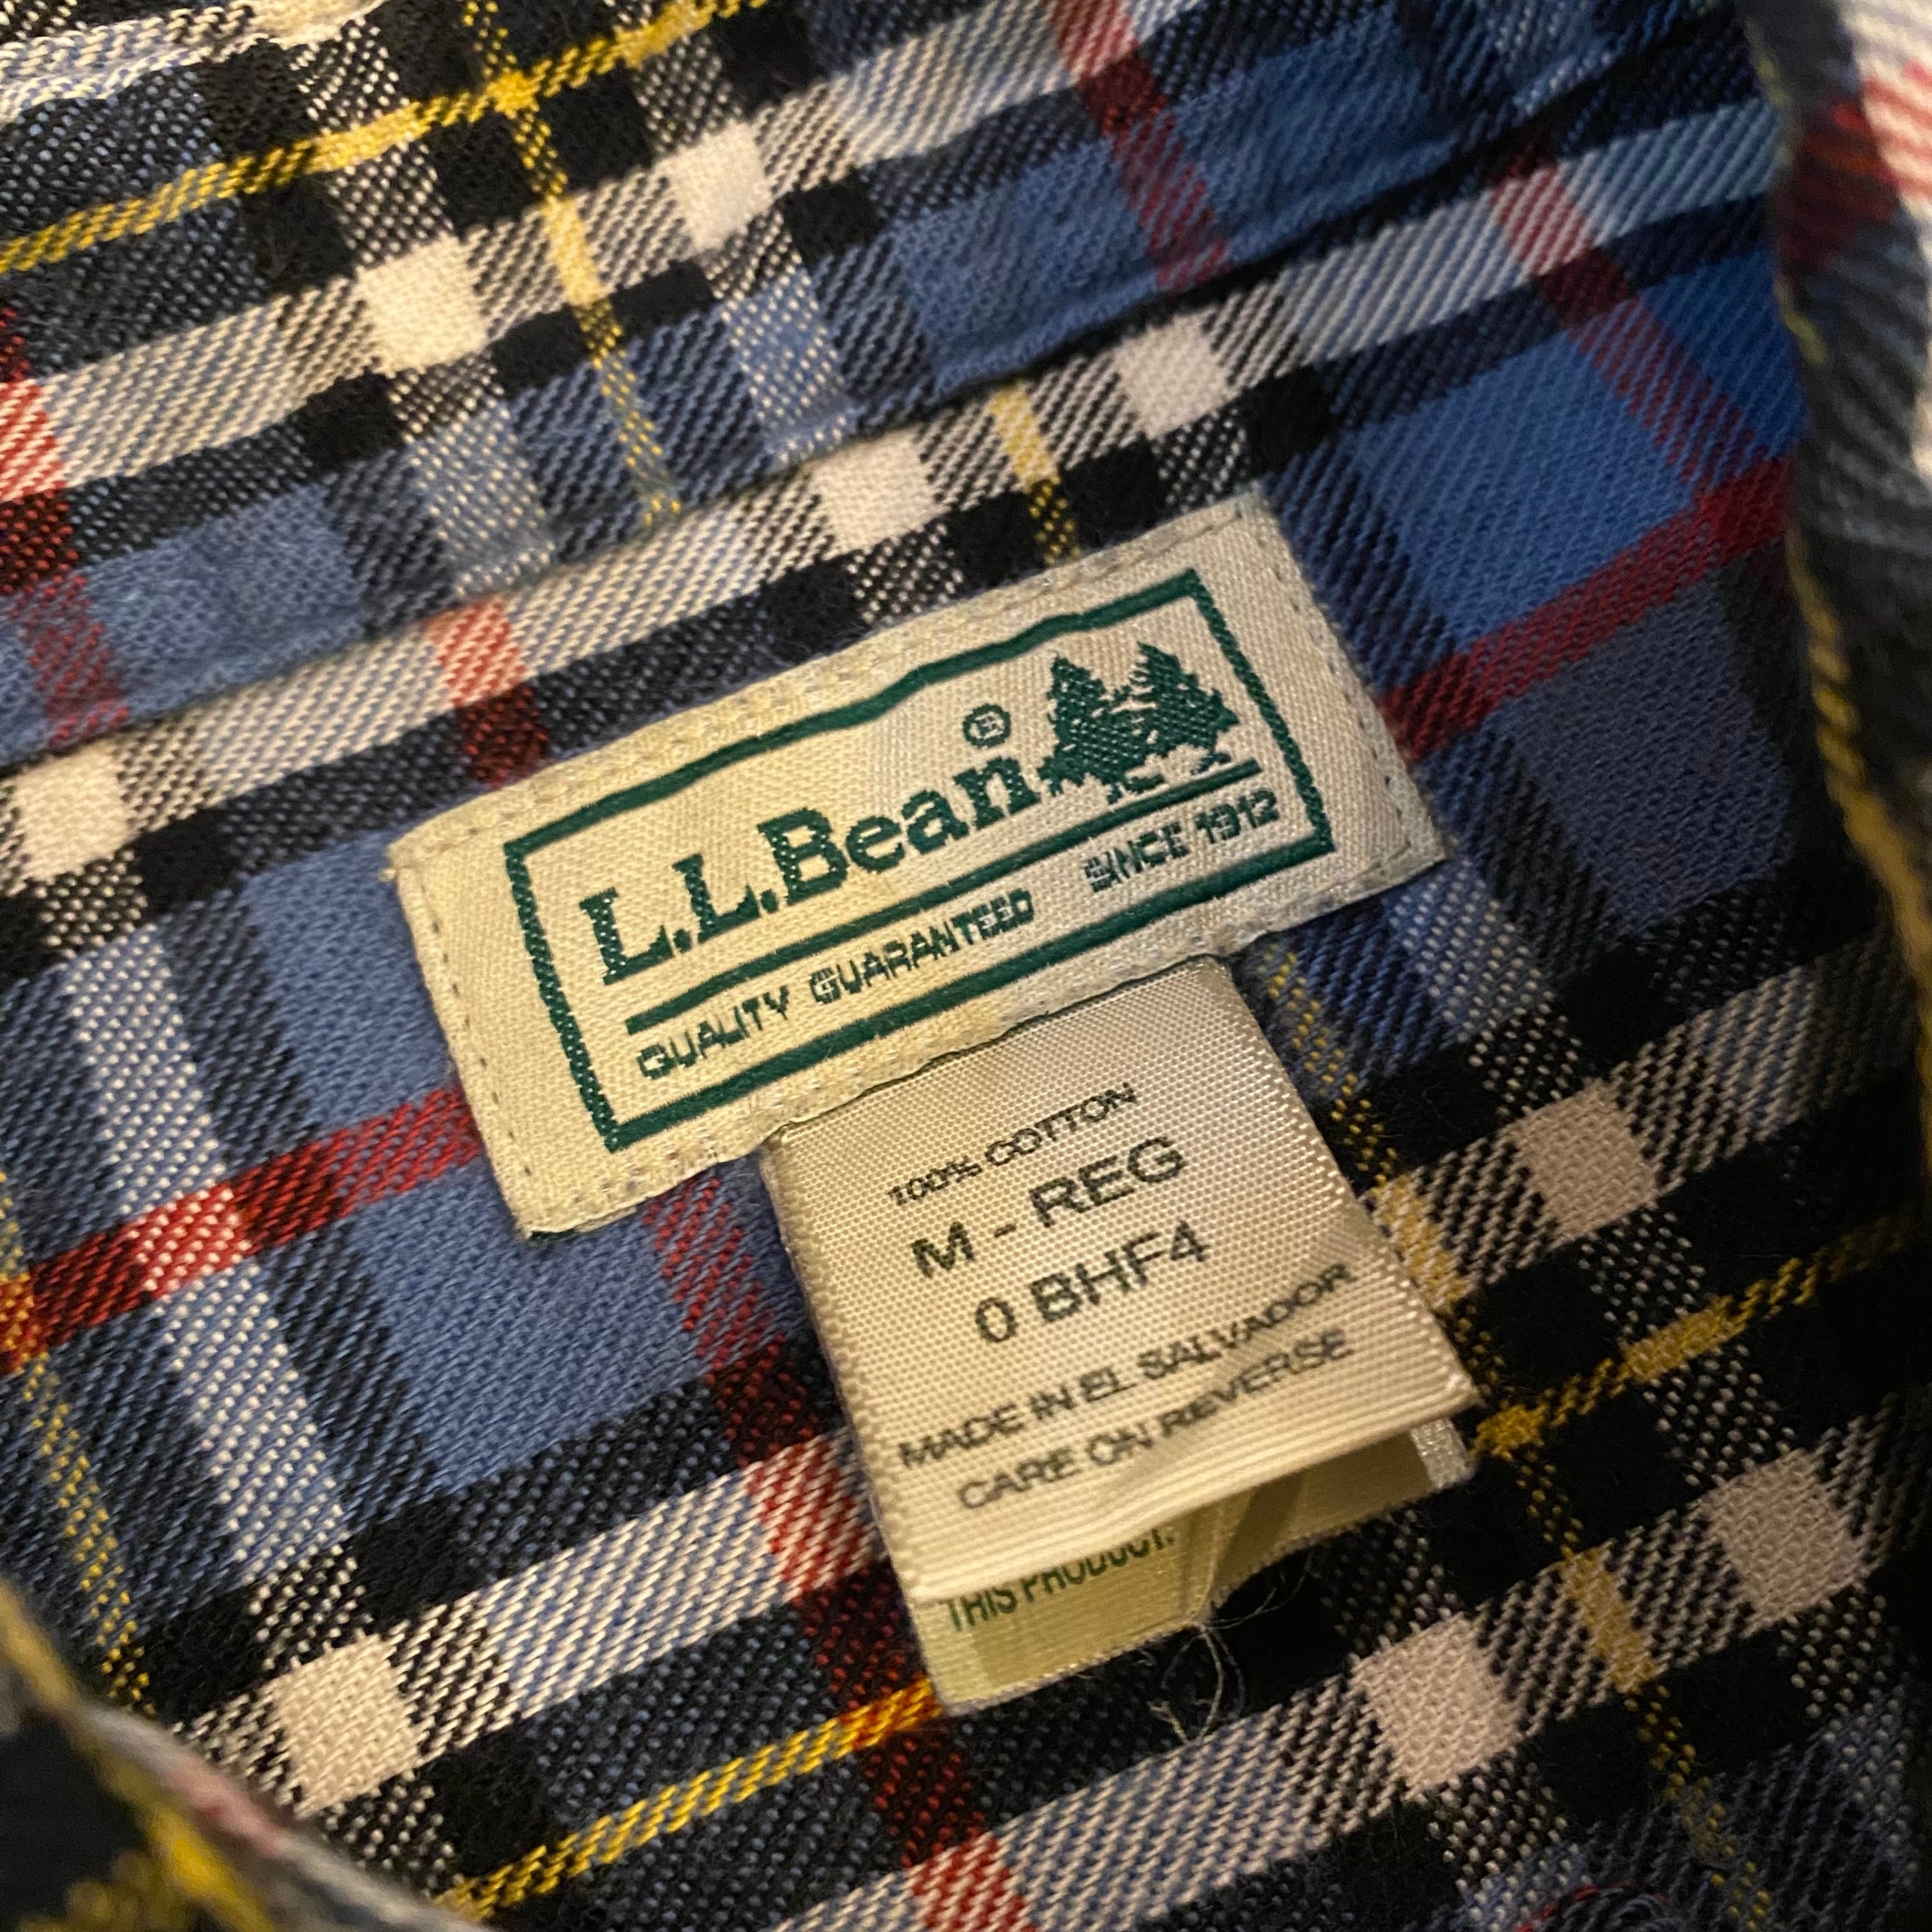 L.L.Bean®
QUALITY GUARANTEED SINCE 1912
100% COTTON
M - REG
0 BHF4
MADE IN EL SALVADOR
CARE ON REVERSE
THIS PRODUCT.